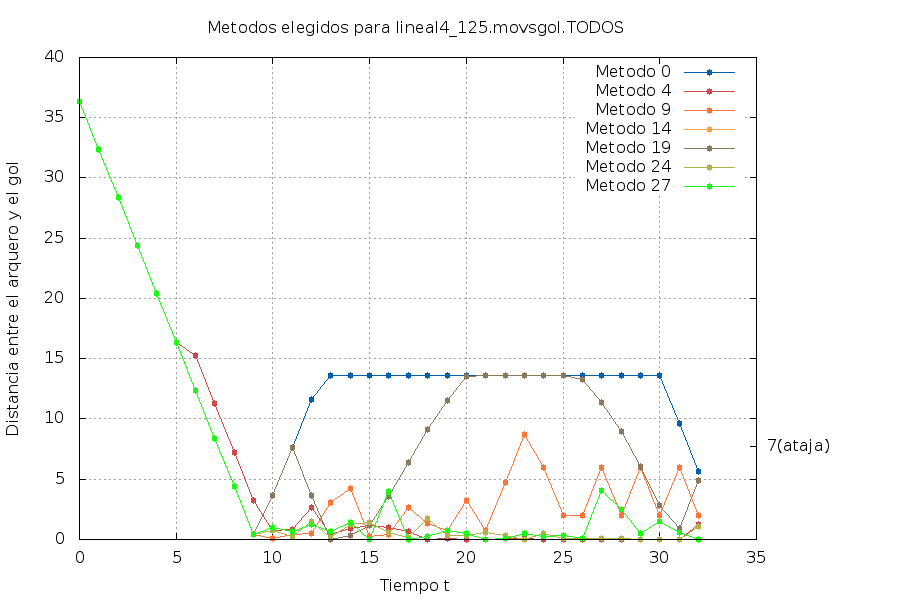 Metodos elegidos para lineal4_125.movsgol.TODOS
40
35
30
25
20
15
10
5
0
Distancia entre el arquero y el gol
Metodo 0
Metodo 4
Metodo 9
Metodo 14
Metodo 19
Metodo 24
Metodo 27
7(ataja)
0 5 10 15 20 25 30 35
Tiempo t